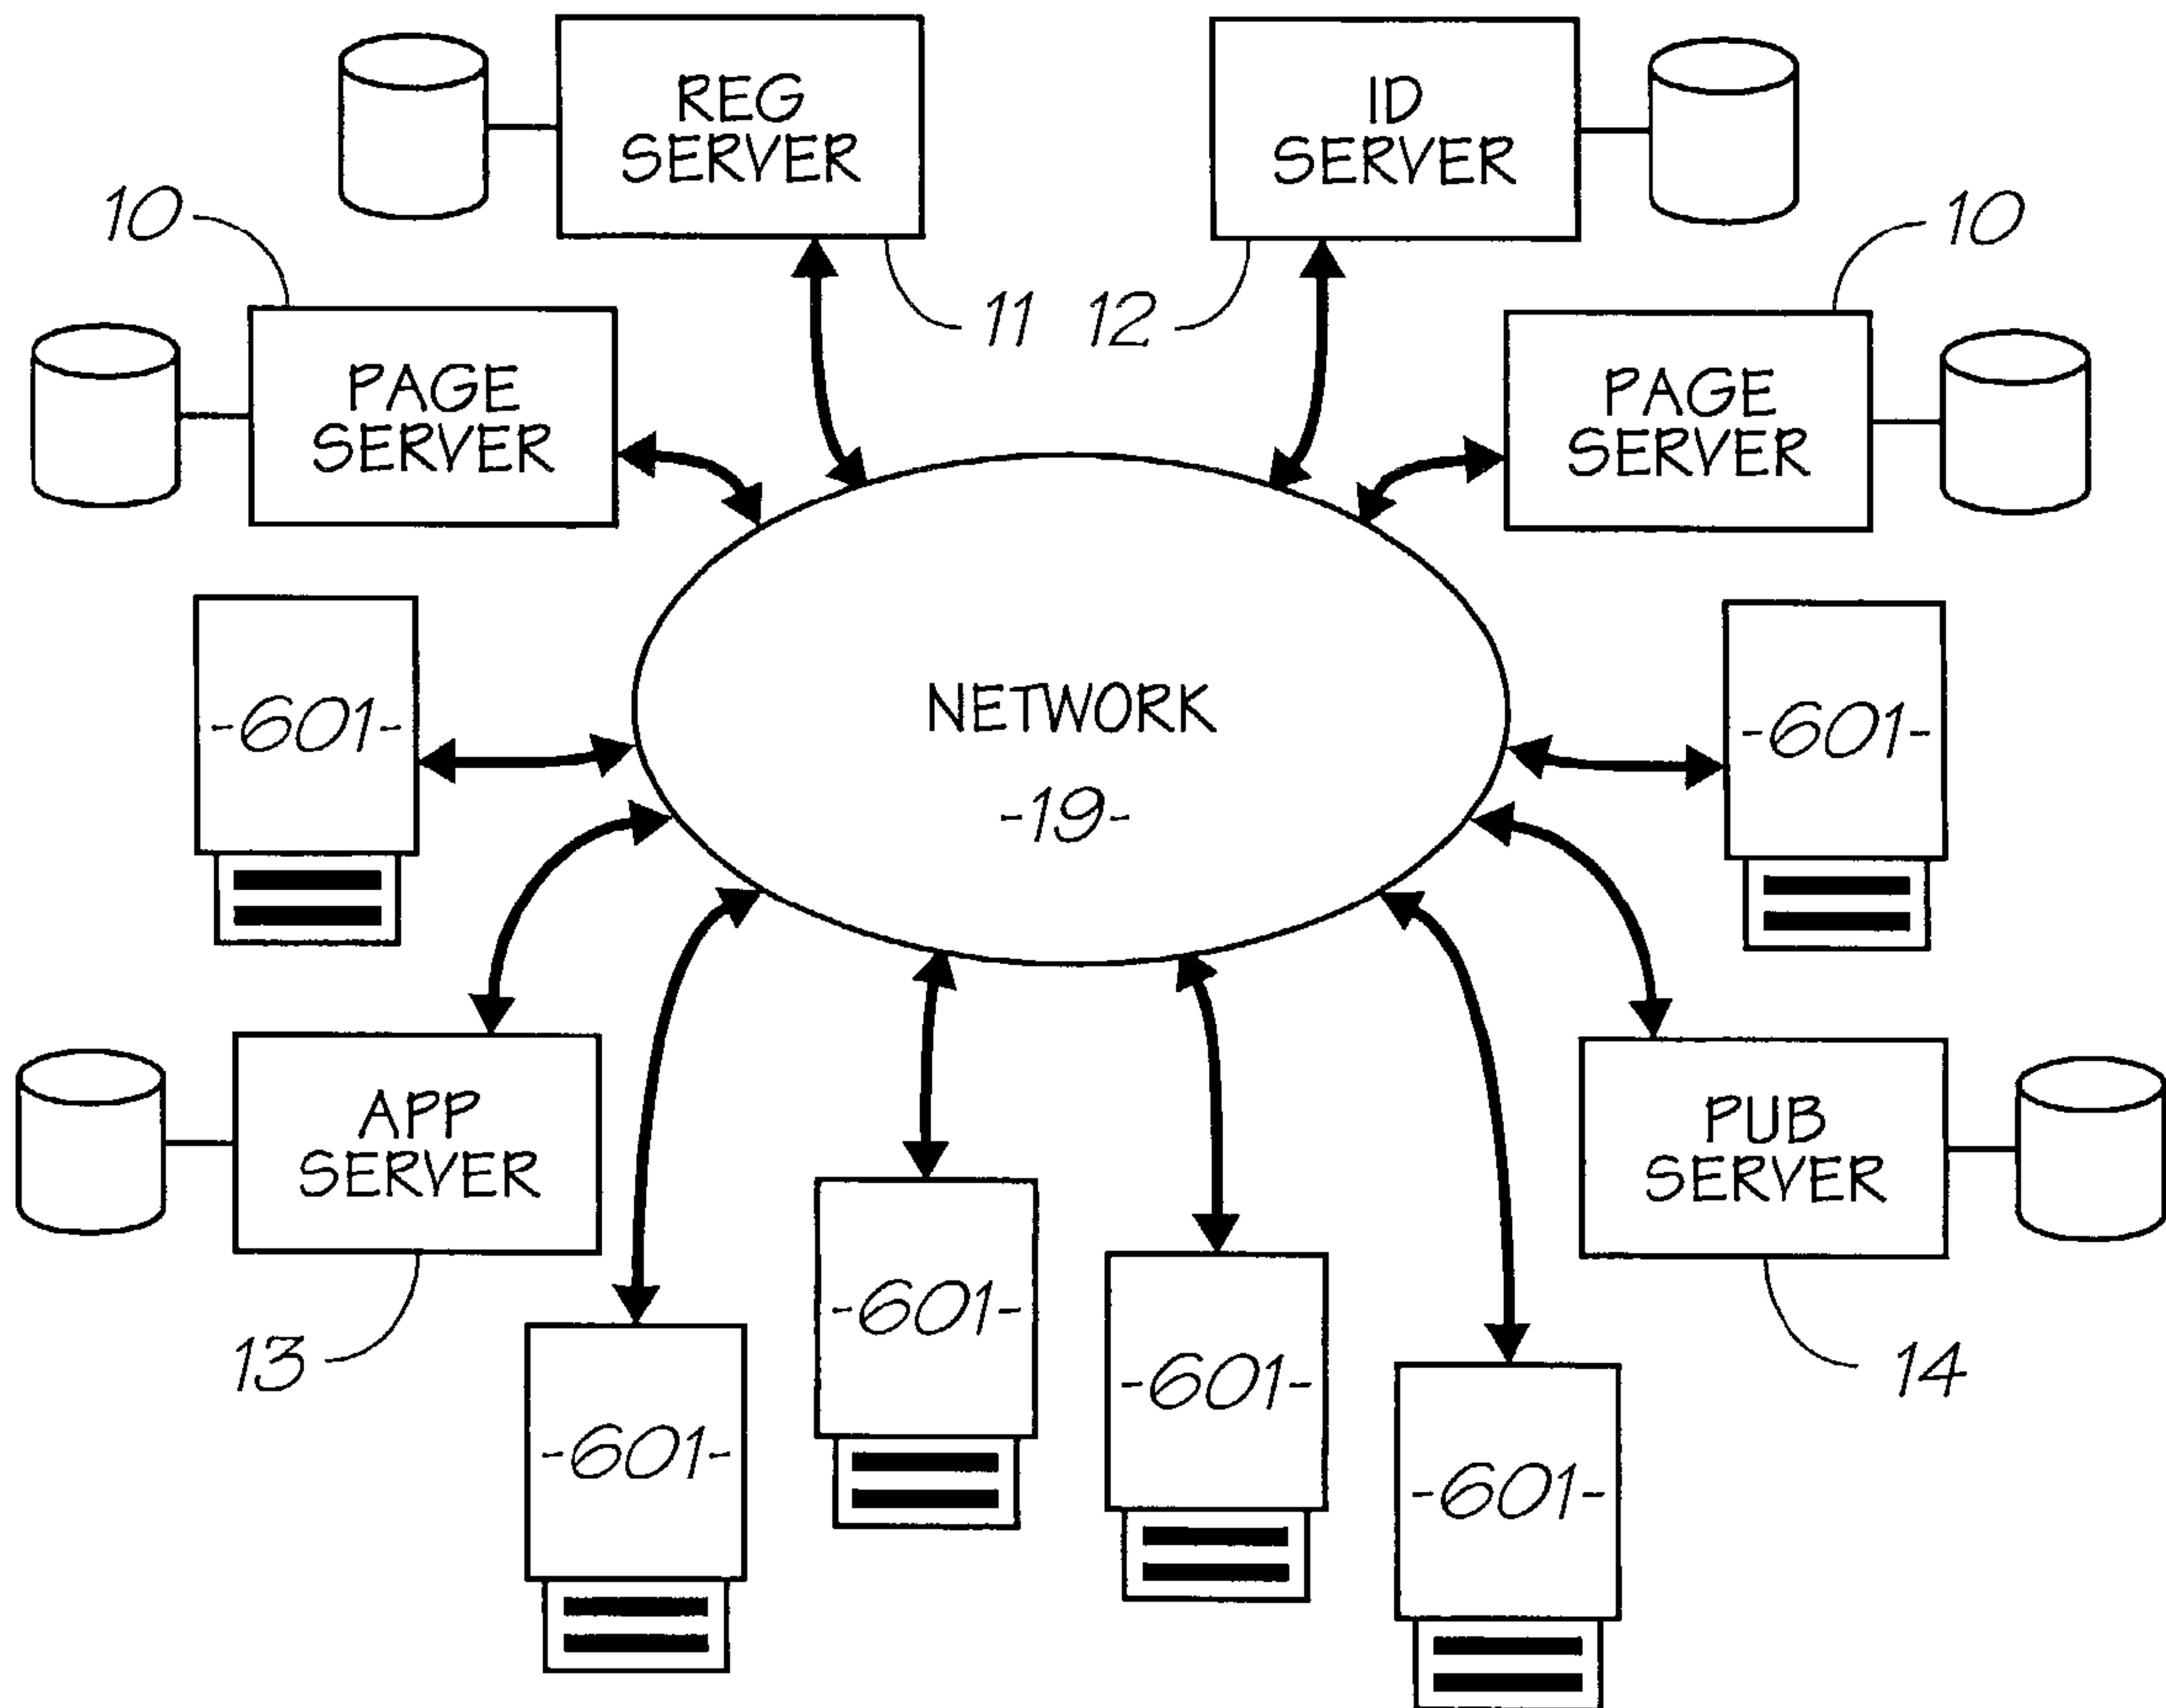 REG
SERVER
ID
SERVER
10
10
11
12
PAGE
SERVER
PAGE
SERVER
-601-
NETWORK
-19-
-601-
APP
SERVER
PUB
SERVER
13
-601-
-601-
-601-
-601-
14